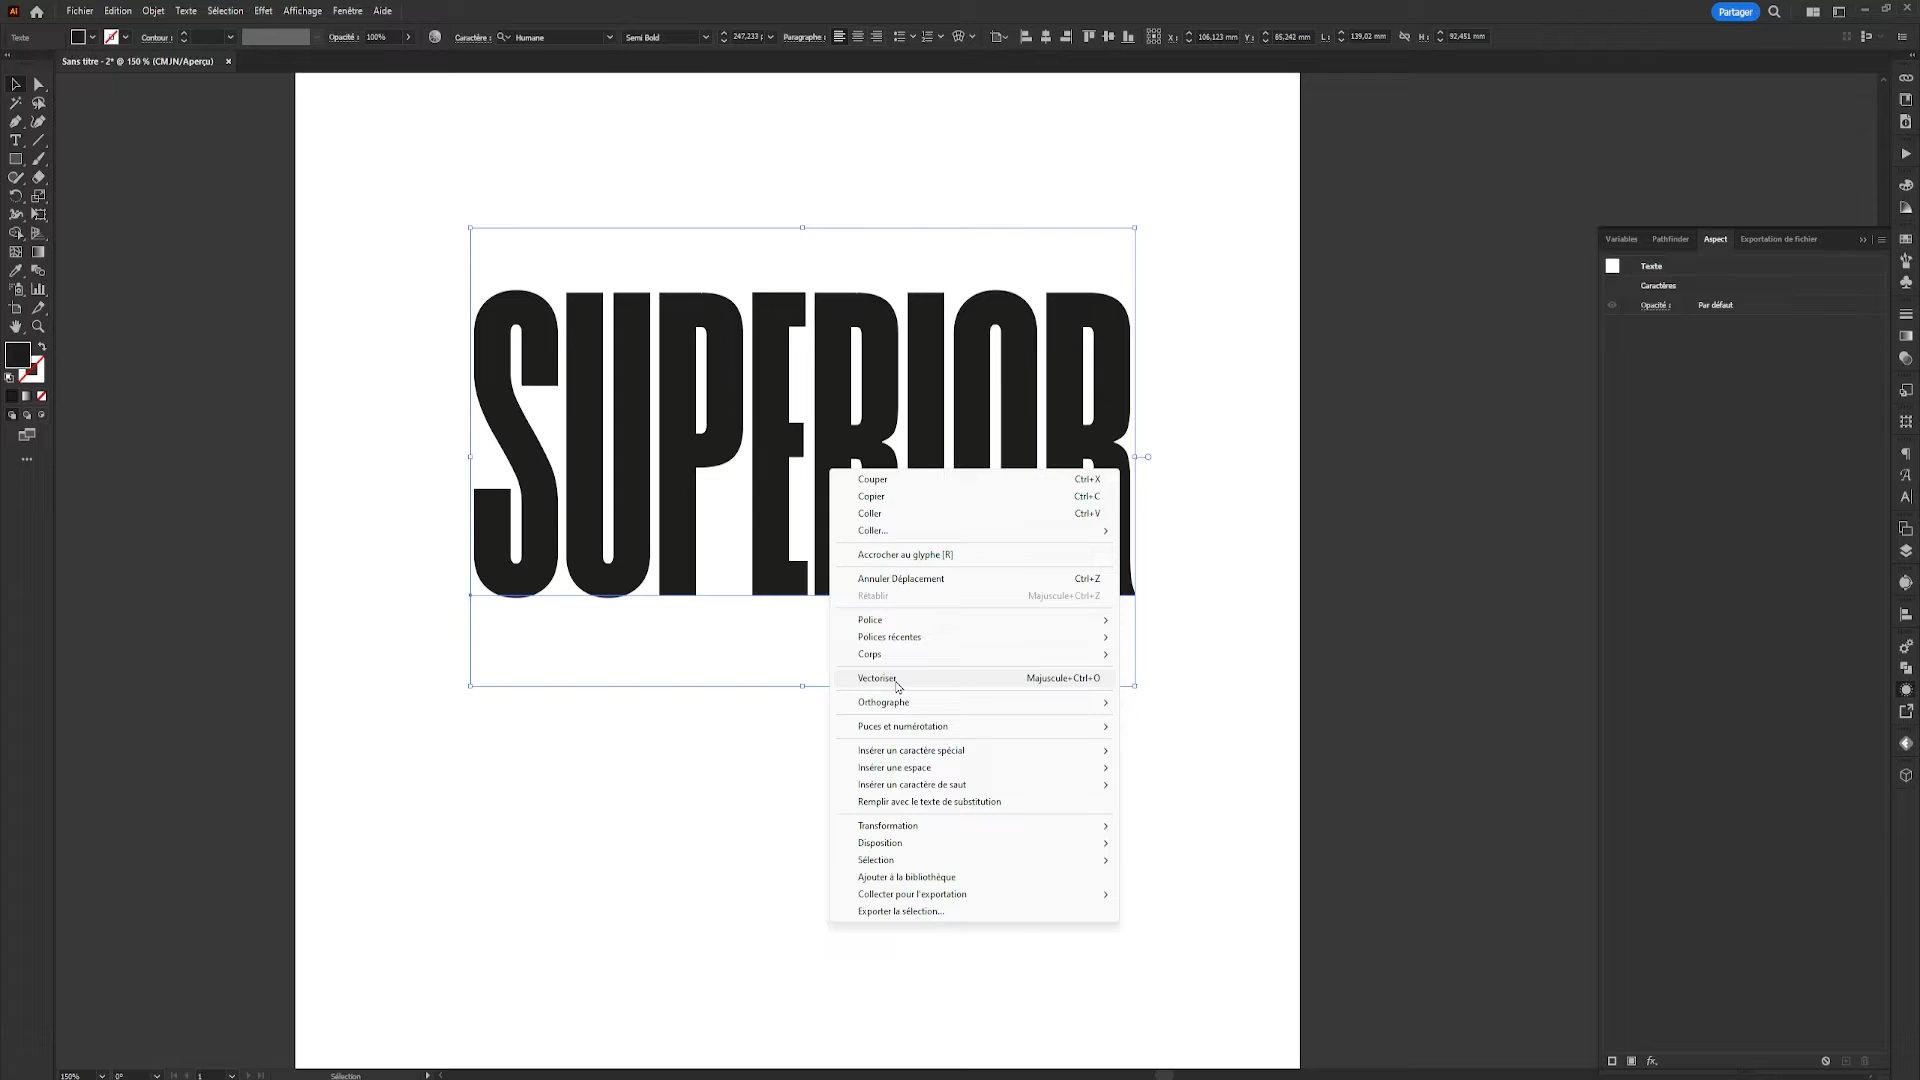 Ai Fichier Edition Objet Texte Sélection Effet Affichage Fenêtre Aide Partager
Texte Contour : Opacité : 100% Caractère : Humane Semi Bold 247,233 p Paragraphe : X : 106,123 mm Y : 85,242 mm L : 139,02 mm H : 92,451 mm
Sans titre - 2* @ 150 % (CMJN/Aperçu) ×
Variables Pathfinder Aspect Exportation de fichier
Texte
Caractères
Opacité : Par défaut
SUPERIOR
Couper Ctrl+X
Copier Ctrl+C
Coller Ctrl+V
Coller...
Accrocher au glyphe [R]
Annuler Déplacement Ctrl+Z
Rétablir Majuscule+Ctrl+Z
Police
Polices récentes
Corps
Vectoriser Majuscule+Ctrl+O
Orthographe
Puces et numérotation
Insérer un caractère spécial
Insérer une espace
Insérer un caractère de saut
Remplir avec le texte de substitution
Transformation
Disposition
Sélection
Ajouter à la bibliothèque
Collecter pour l'exportation
Exporter la sélection...
fx.
150% 0° 1 Sélection